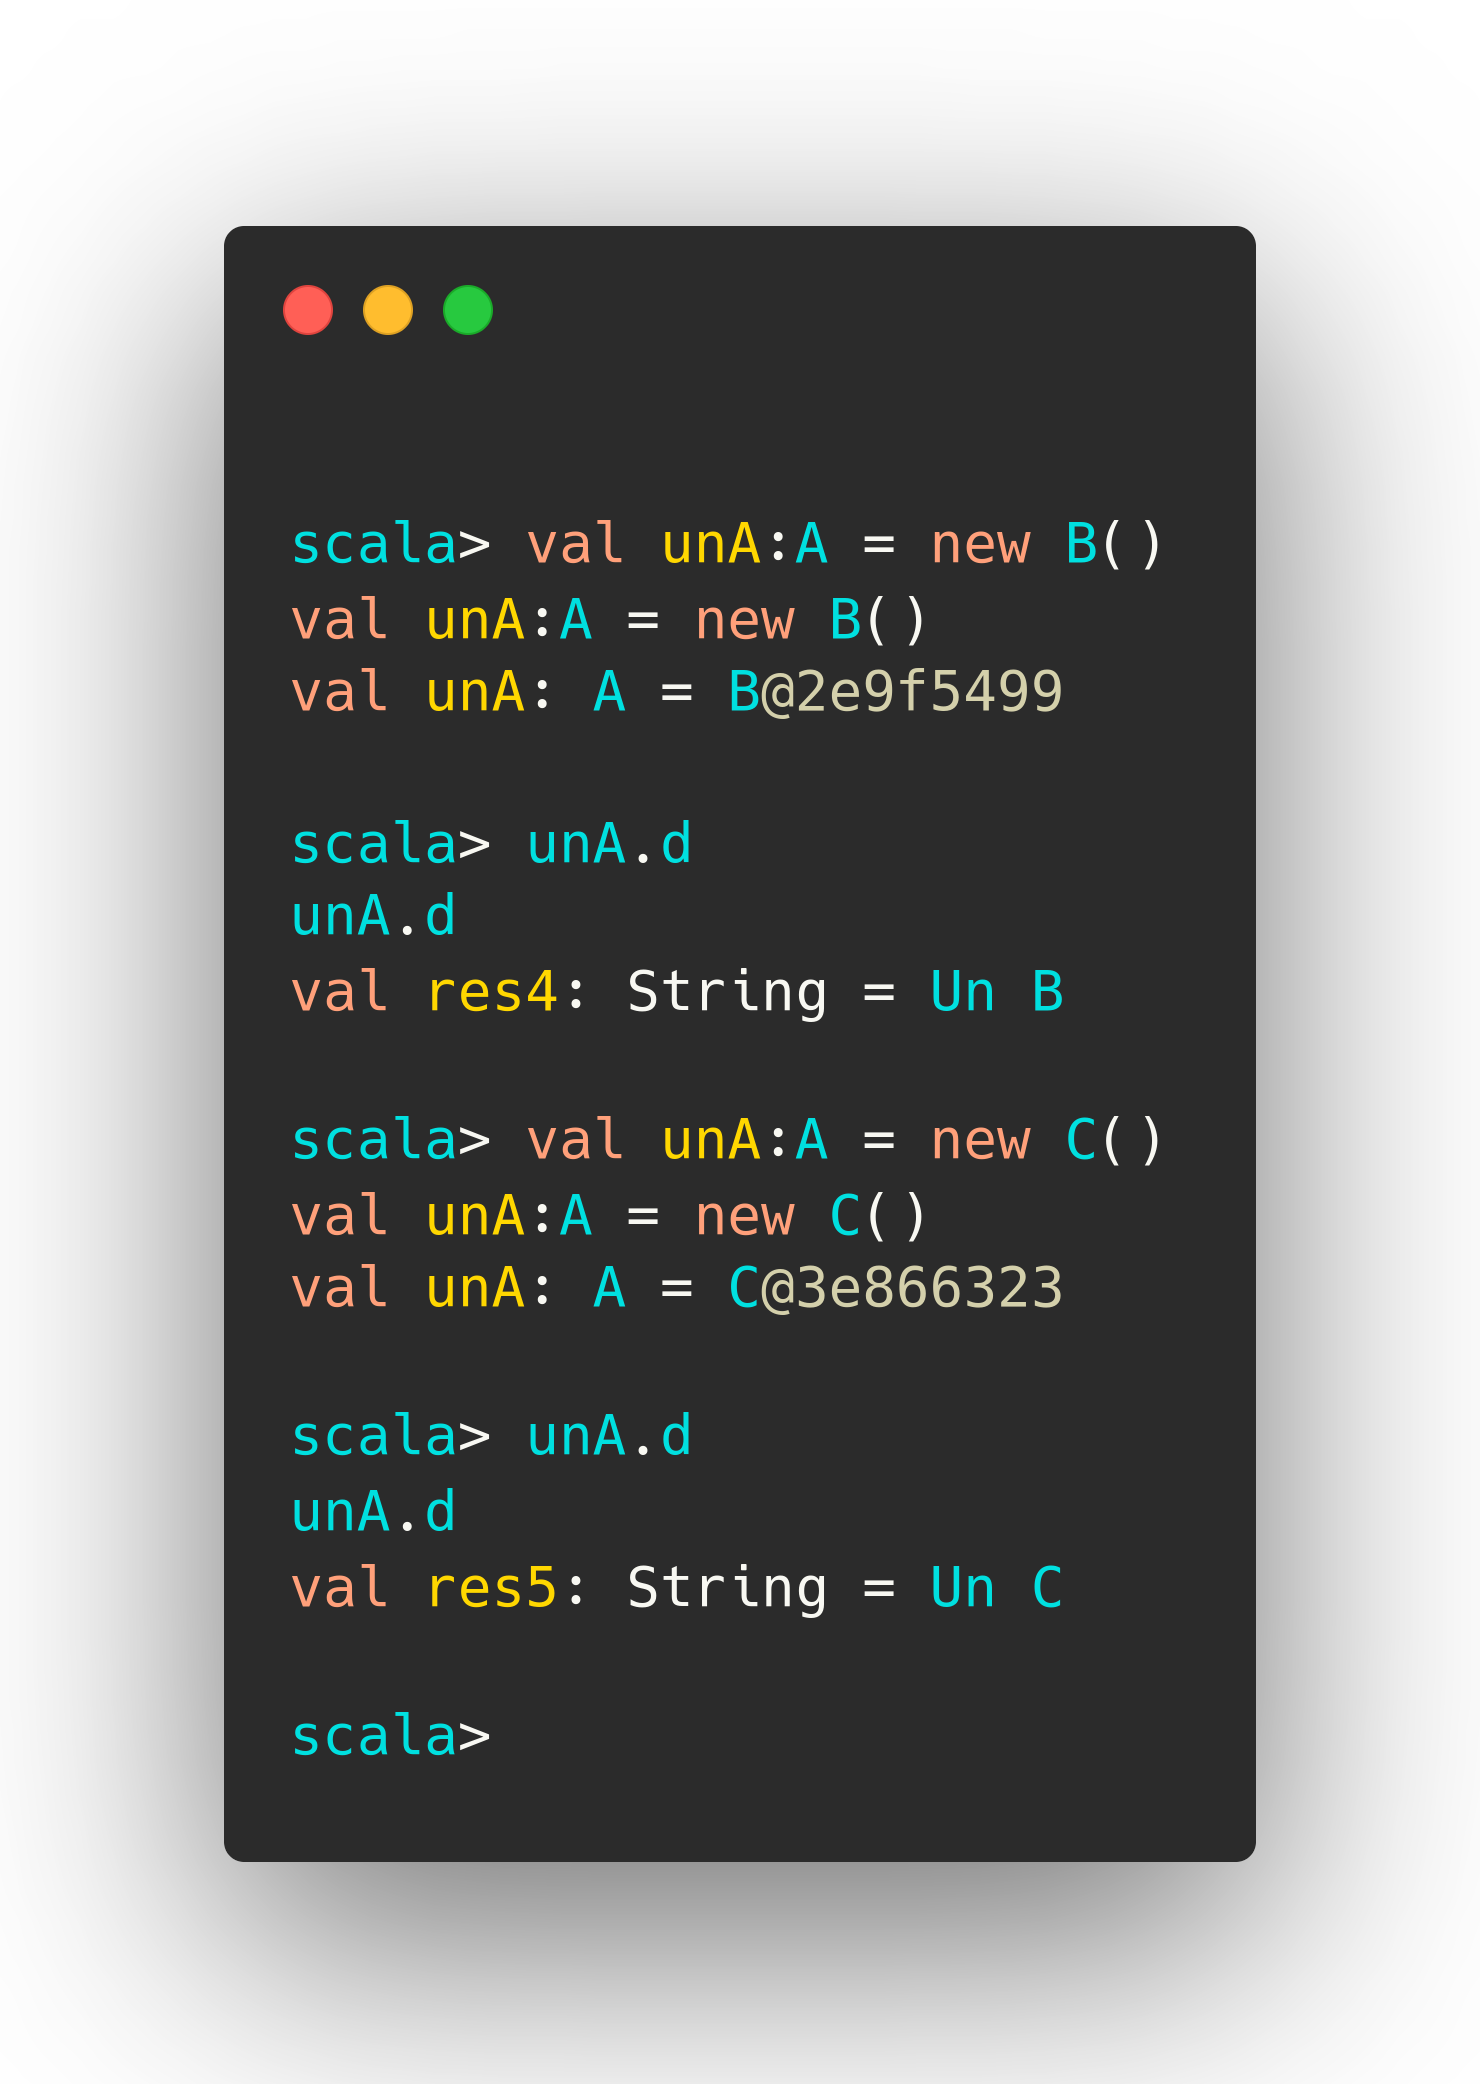 scala> val unA:A = new B()
val unA:A = new B()
val unA: A = B@2e9f5499
scala> unA.d
unA.d
val res4: String = Un B
scala> val unA:A = new C()
val unA:A = new C()
val unA: A = C@3e866323
scala> unA.d
unA.d
val res5: String = Un C
scala>